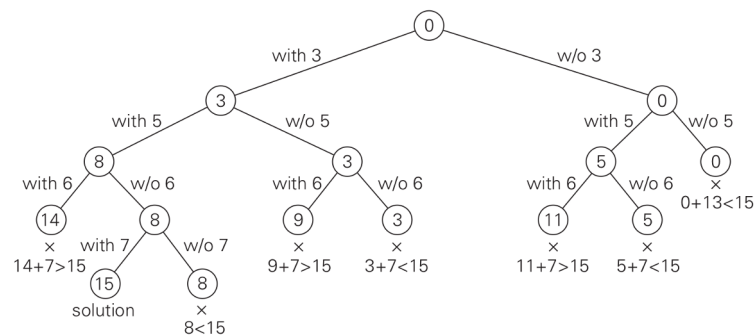 0
with 3
w/o 3
3
0
with 5
w/o 5
with 5
w/o 5
8
3
5
0
with 6
w/o 6
with 6
w/o 6
with 6
w/o 6
×
0+13<15
14
8
9
3
11
5
×
with 7
w/o 7
×
×
×
×
14+7>15
9+7>15
3+7<15
11+7>15
5+7<15
15
8
solution
×
8<15